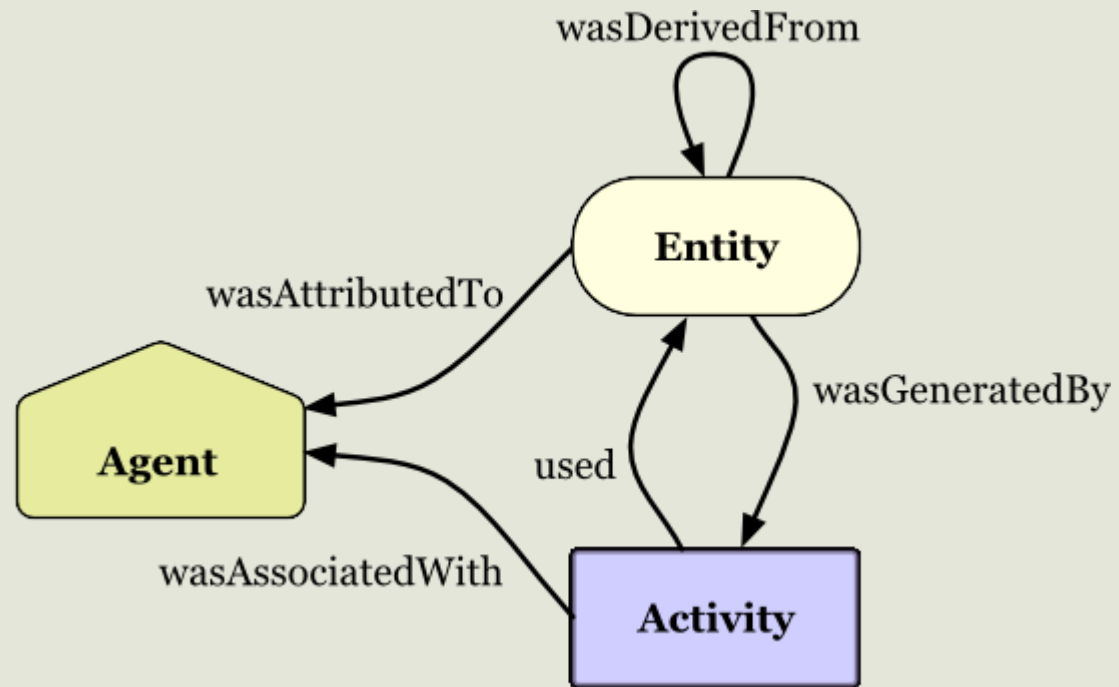 wasDerivedFrom
Entity
wasAttributedTo
wasGeneratedBy
Agent
used
wasAssociatedWith
Activity